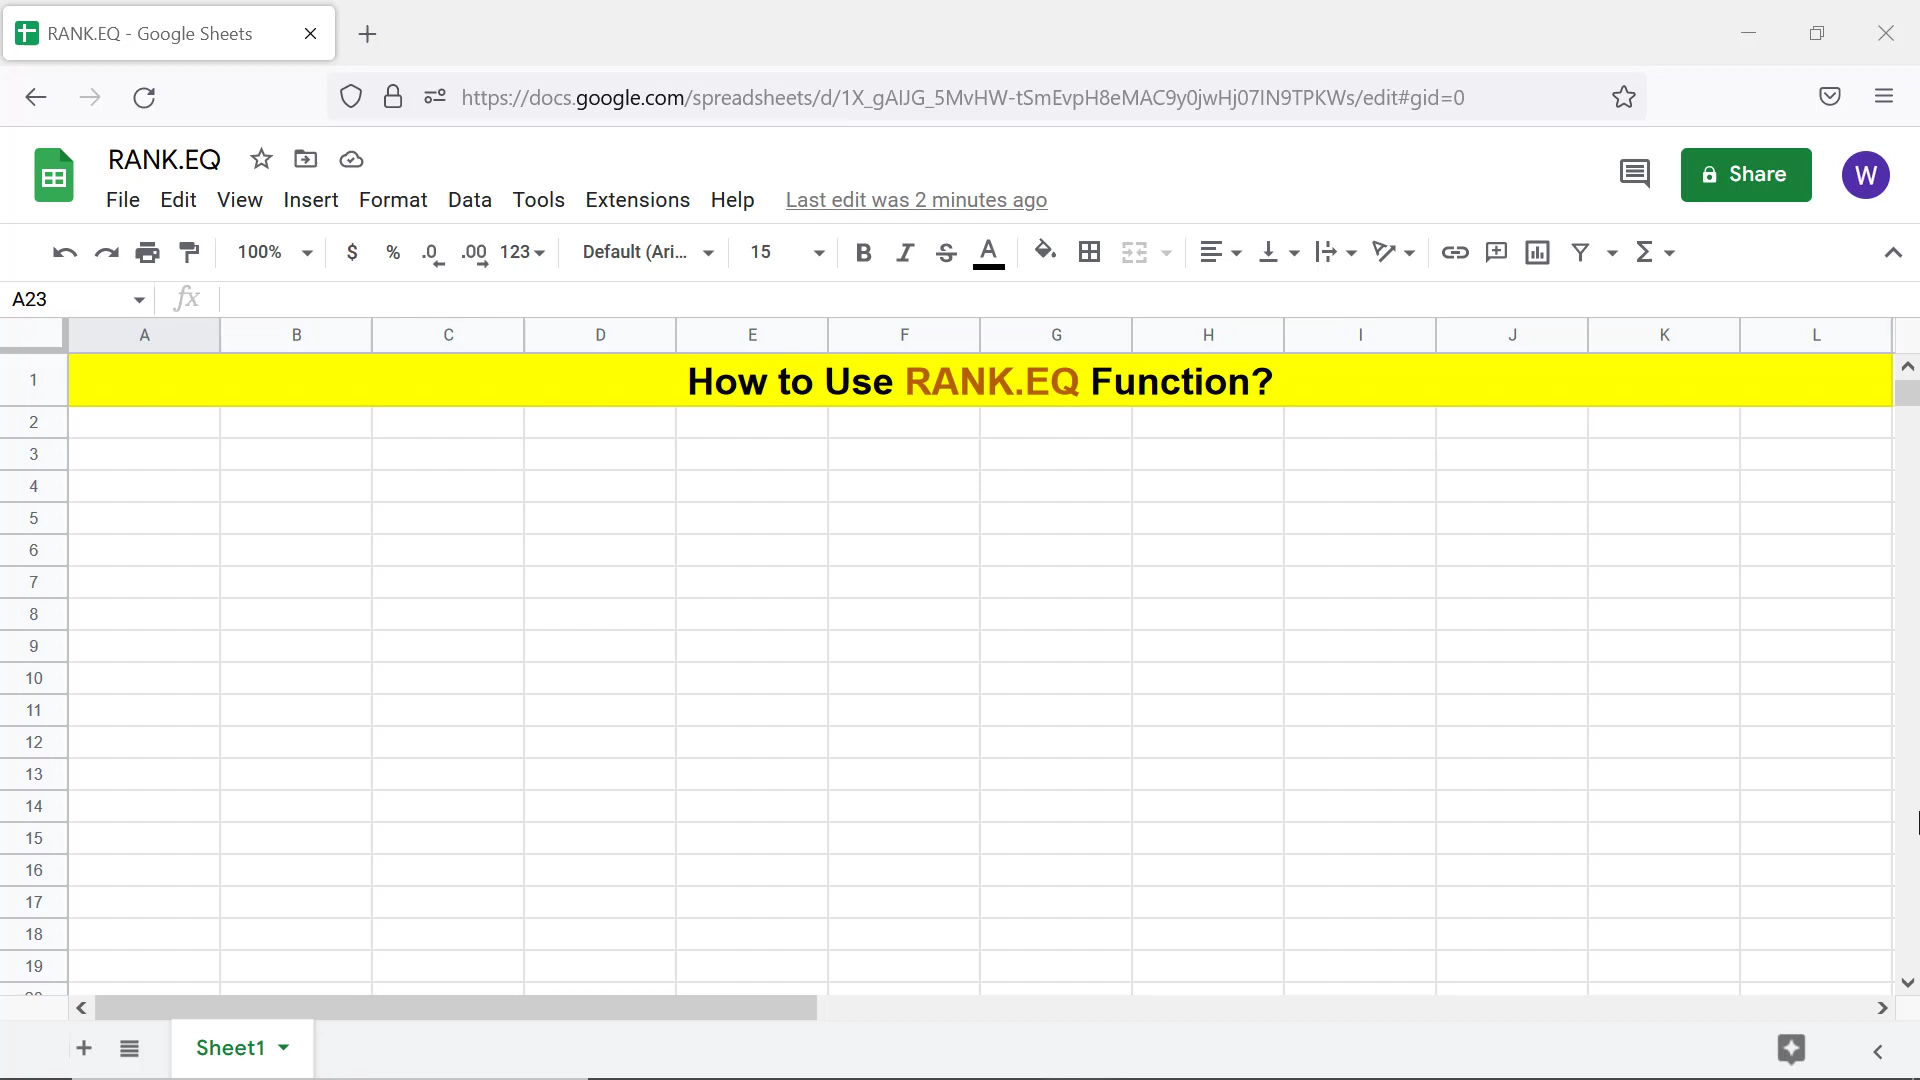 RANK.EQ - Google Sheets
https://docs.google.com/spreadsheets/d/1X_gAIJG_5MvHW-tSmEvpH8eMAC9y0jwHj07IN9TPKWs/edit#gid=0
RANK.EQ
Share
W
File Edit View Insert Format Data Tools Extensions Help Last edit was 2 minutes ago
100% $ % .0 .00 123 Default (Ari... 15 B I S A Σ
A23 fx
A B C D E F G H I J K L
1 How to Use RANK.EQ Function?
2
3
4
5
6
7
8
9
10
11
12
13
14
15
16
17
18
19
Sheet1